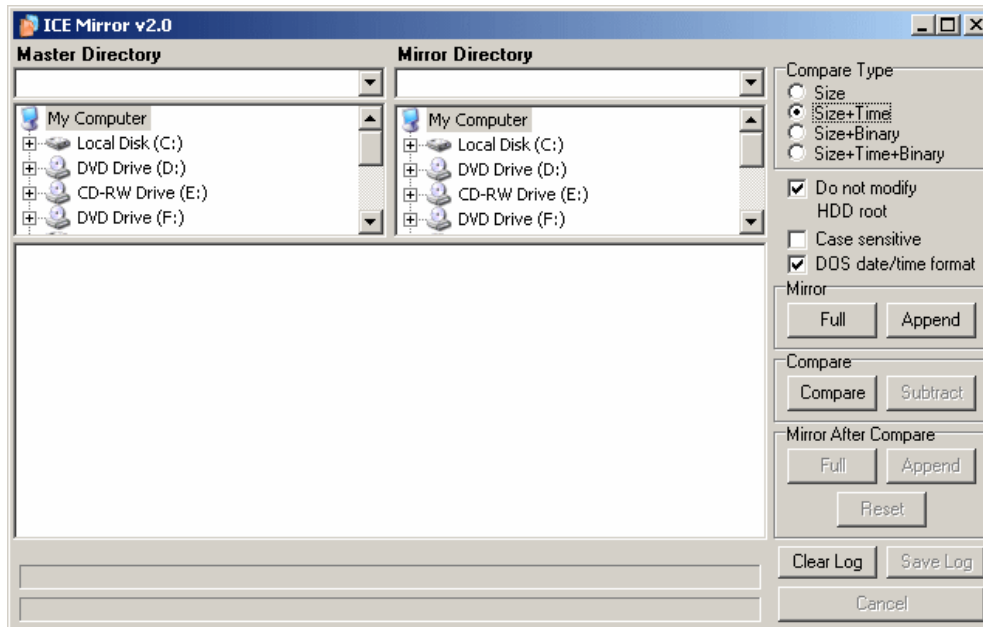 ICE Mirror v2.0
Master Directory
Mirror Directory
My Computer
Local Disk (C:)
DVD Drive (D:)
CD-RW Drive (E:)
DVD Drive (F:)
My Computer
Local Disk (C:)
DVD Drive (D:)
CD-RW Drive (E:)
DVD Drive (F:)
Compare Type
Size
Size+Time
Size+Binary
Size+Time+Binary
Do not modify
HDD root
Case sensitive
DOS date/time format
Mirror
Full
Append
Compare
Compare
Subtract
Mirror After Compare
Full
Append
Reset
Clear Log
Save Log
Cancel